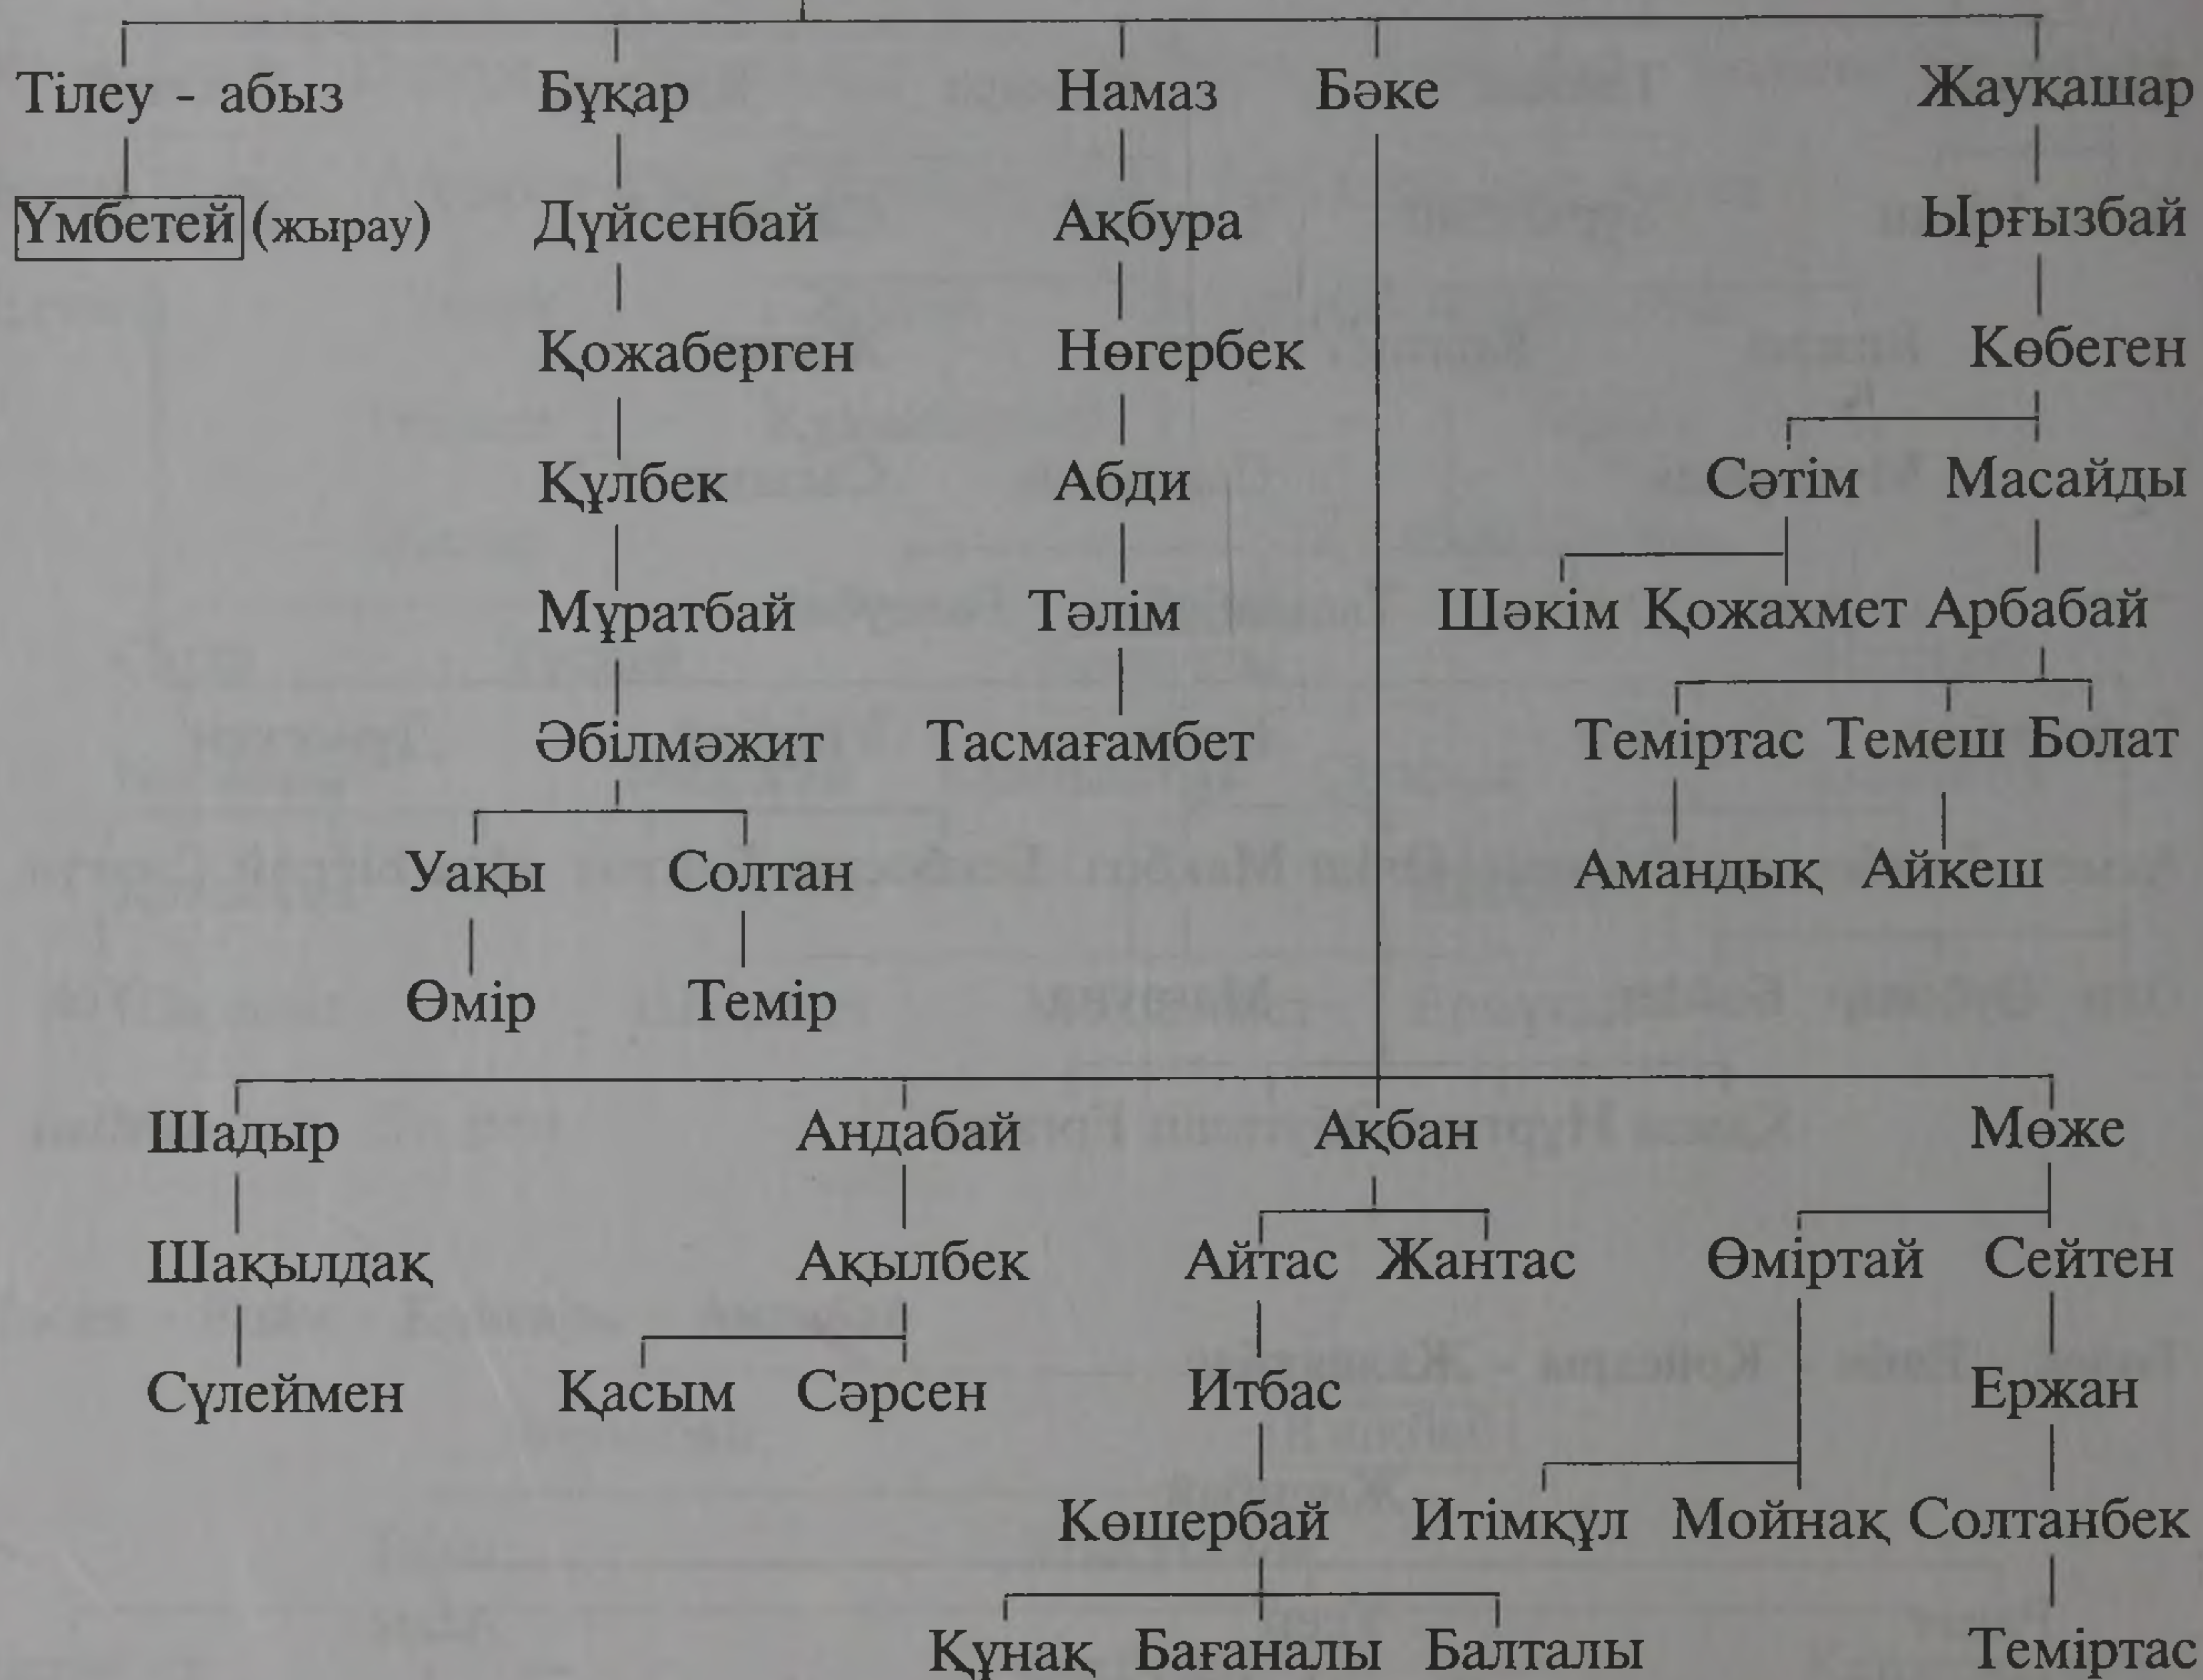 Тілеу - абыз Бұқар Намаз Бәке Жауқашар
Үмбетей (жырау) Дүйсенбай Ақбура Ырғызбай
Қожаберген Нөгербек Көбеген
Құлбек Абди Сәтім Масайды
Мұратбай Тәлім Шәкім Қожахмет Арбабай
Әбілмәжит Тасмағамбет Теміртас Темеш Болат
Уақы Солтан Амандық Айкеш
Өмір Темір
Шадыр Андабай Ақбан Мөже
Шақылдақ Ақылбек Айтас Жантас Өміртай Сейтен
Сүлеймен Қасым Сәрсен Итбас Ержан
Көшербай Итімқұл Мойнақ Солтанбек
Құнақ Бағаналы Балталы Теміртас